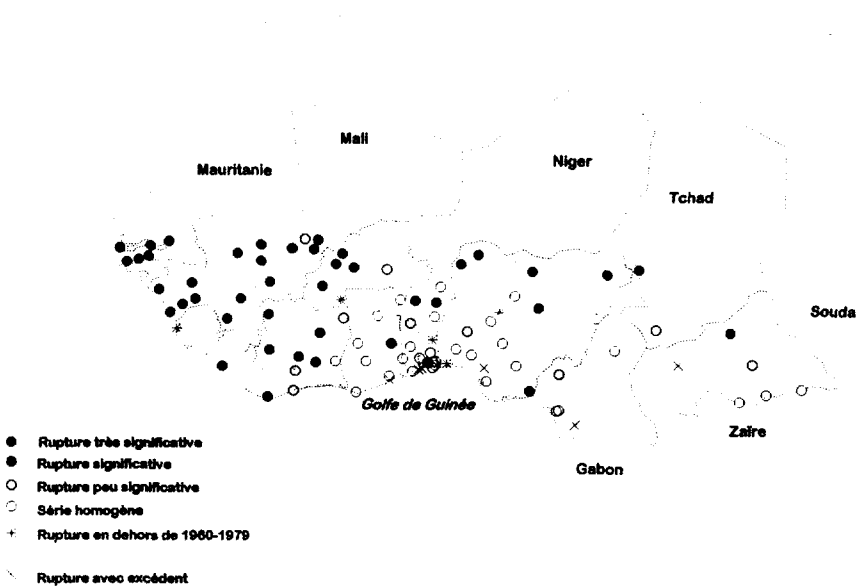 Mali
Mauritanie
Niger
Tchad
Souda
Golfe de Guinée
Zaïre
Gabon
Rupture très significative
Rupture significative
Rupture peu significative
Série homogène
Rupture en dehors de 1960-1979
Rupture avec excédent